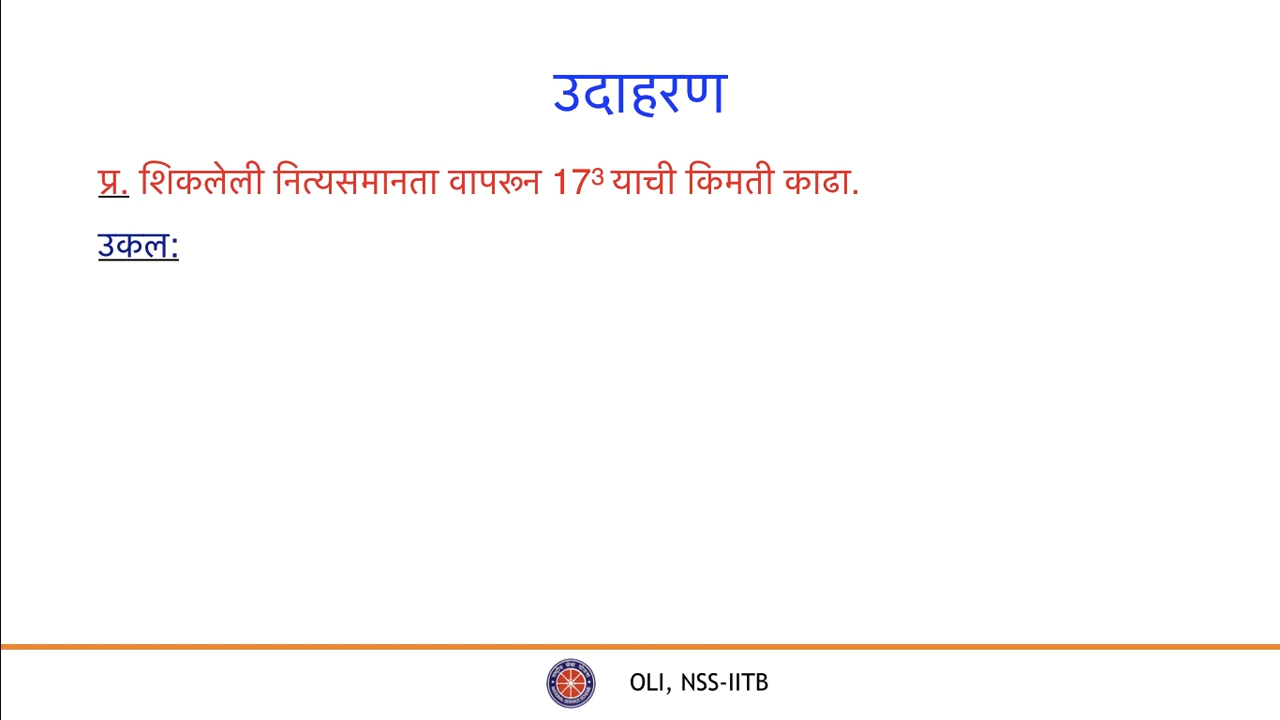 उदाहरण
प्र. शिकलेली नित्यसमानता वापरून 17³ याची किमती काढा.
उकल:
OLI, NSS-IITB